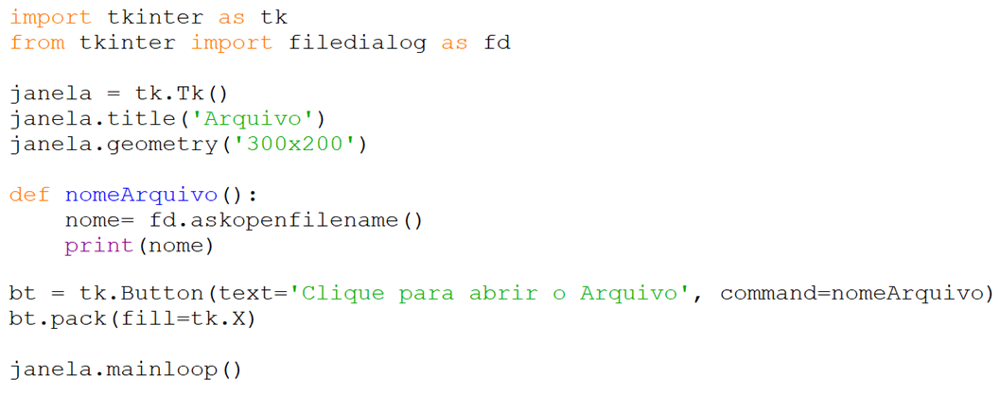 import tkinter as tk
from tkinter import filedialog as fd

janela = tk.Tk()
janela.title('Arquivo')
janela.geometry('300x200')

def nomeArquivo():
    nome= fd.askopenfilename()
    print(nome)

bt = tk.Button(text='Clique para abrir o Arquivo', command=nomeArquivo)
bt.pack(fill=tk.X)

janela.mainloop()